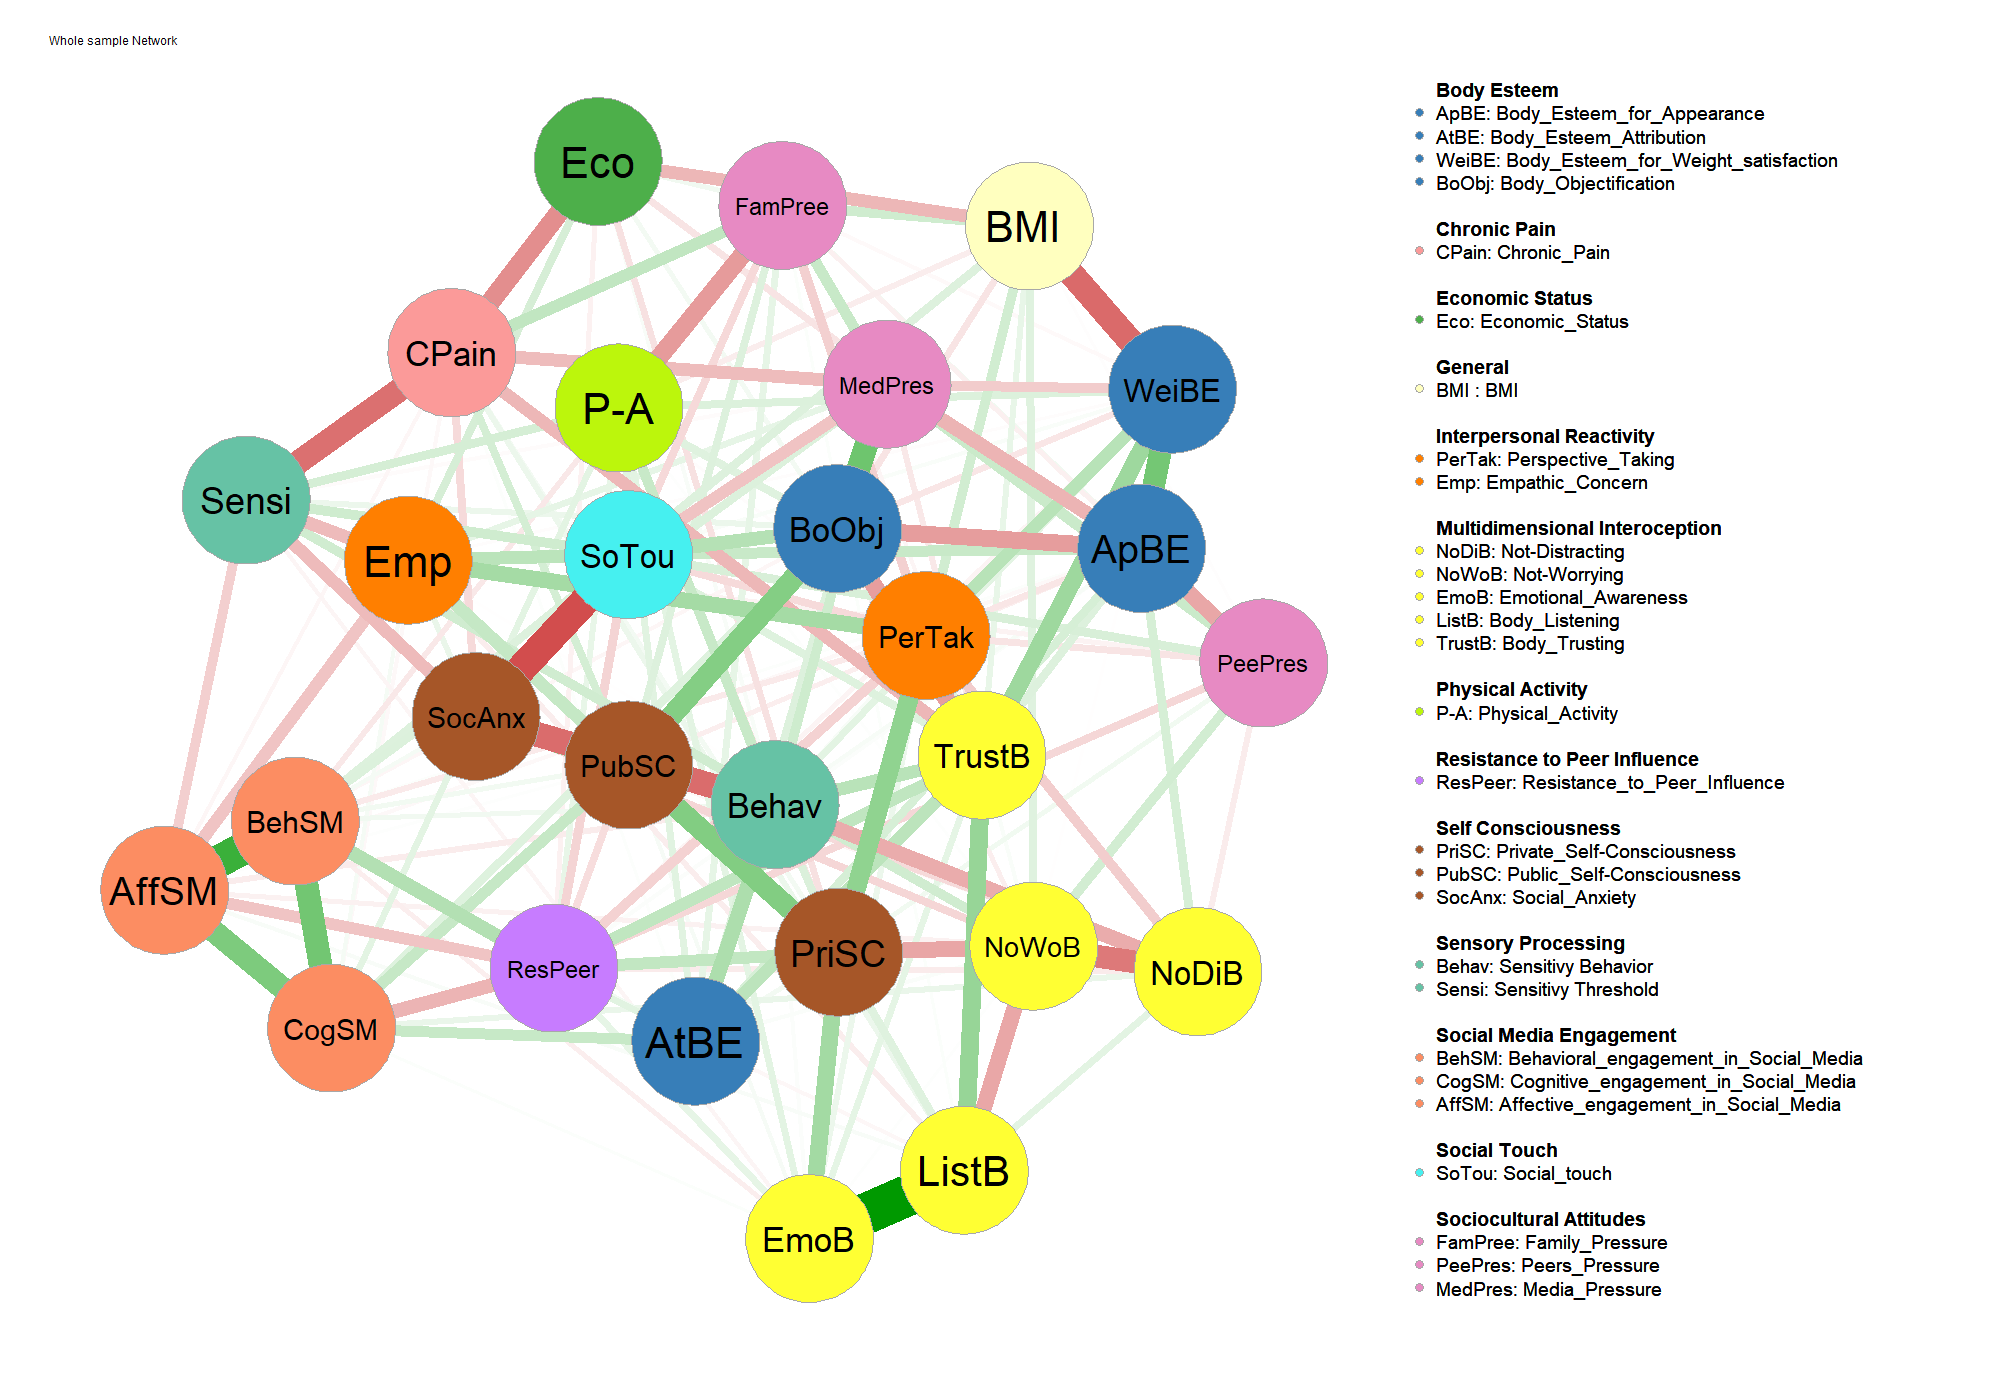 Whole sample Network
Eco
FamPree
BMI
CPain
P-A
MedPres
WeiBE
Sensi
Emp
SoTou
BoObj
ApBE
PerTak
PeePres
SocAnx
PubSC
TrustB
Behav
BehSM
AffSM
ResPeer
PriSC
NoWoB
NoDiB
CogSM
AtBE
ListB
EmoB
Body Esteem
ApBE: Body_Esteem_for_Appearance
AtBE: Body_Esteem_Attribution
WeiBE: Body_Esteem_for_Weight_satisfaction
BoObj: Body_Objectification
Chronic Pain
CPain: Chronic_Pain
Economic Status
Eco: Economic_Status
General
BMI : BMI
Interpersonal Reactivity
PerTak: Perspective_Taking
Emp: Empathic_Concern
Multidimensional Interoception
NoDiB: Not-Distracting
NoWoB: Not-Worrying
EmoB: Emotional_Awareness
ListB: Body_Listening
TrustB: Body_Trusting
Physical Activity
P-A: Physical_Activity
Resistance to Peer Influence
ResPeer: Resistance_to_Peer_Influence
Self Consciousness
PriSC: Private_Self-Consciousness
PubSC: Public_Self-Consciousness
SocAnx: Social_Anxiety
Sensory Processing
Behav: Sensitivy Behavior
Sensi: Sensitivy Threshold
Social Media Engagement
BehSM: Behavioral_engagement_in_Social_Media
CogSM: Cognitive_engagement_in_Social_Media
AffSM: Affective_engagement_in_Social_Media
Social Touch
SoTou: Social_touch
Sociocultural Attitudes
FamPree: Family_Pressure
PeePres: Peers_Pressure
MedPres: Media_Pressure